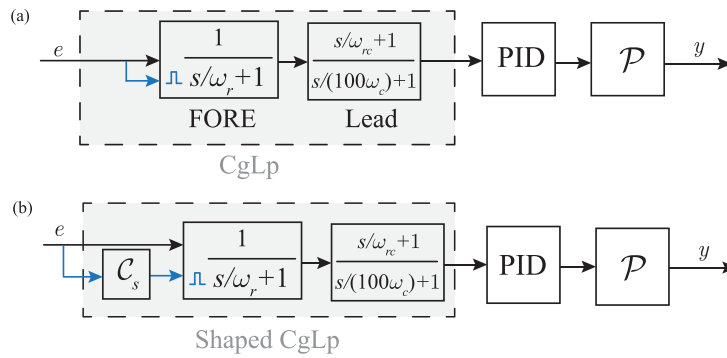 (a)
e
1
s/ω_r+1
FORE
s/ω_rc+1
s/(100ω_c)+1
Lead
CgLp
PID
𝒫
y
(b)
e
𝒞_s
1
s/ω_r+1
s/ω_rc+1
s/(100ω_c)+1
Shaped CgLp
PID
𝒫
y